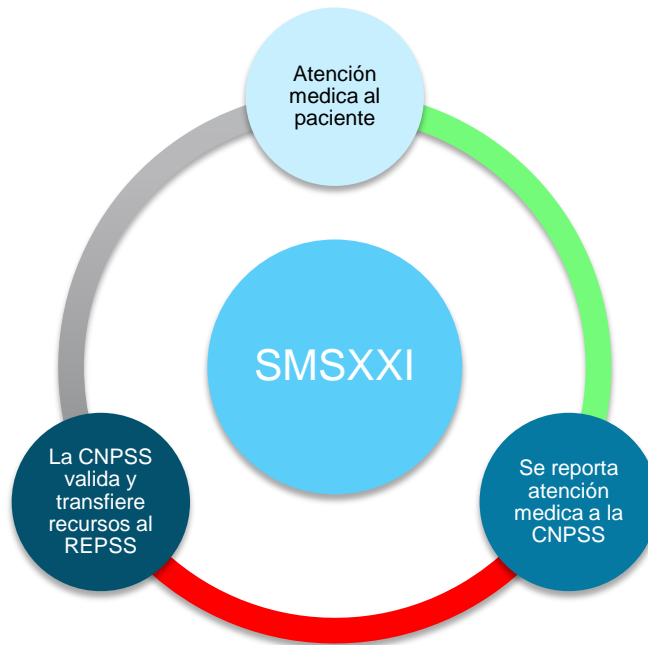 Atención
medica al
paciente
SMSXXI
La CNPSS
valida y
transfiere
recursos al
REPSS
Se reporta
atención
medica a la
CNPSS